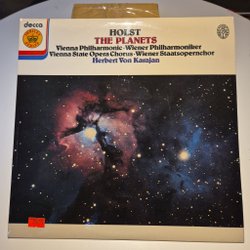 decca
HOLST
THE PLANETS
Vienna Philharmonic · Wiener Philharmoniker
Vienna State Opera Chorus · Wiener Staatsopernchor
Herbert Von Karajan